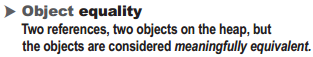 Object equality
Two references, two objects on the heap, but
the objects are considered meaningfully equivalent.